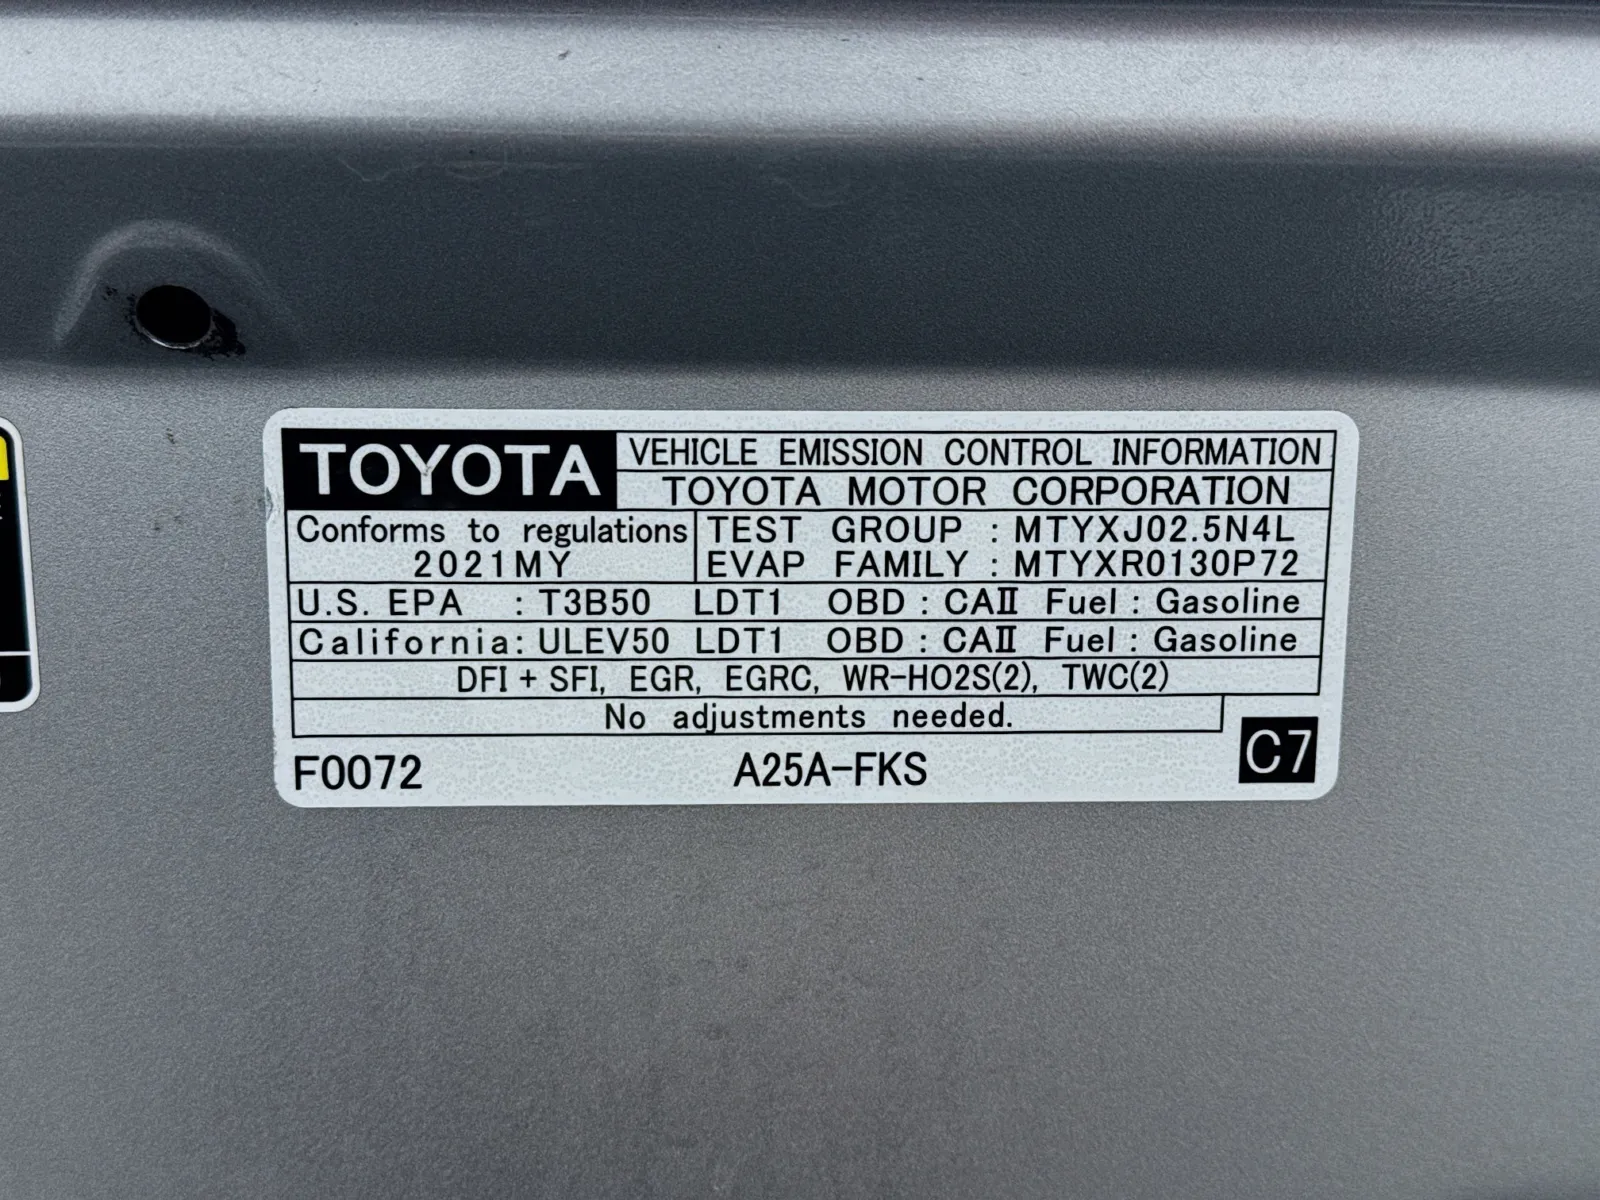 TOYOTA VEHICLE EMISSION CONTROL INFORMATION
TOYOTA MOTOR CORPORATION
Conforms to regulations
2021MY
TEST GROUP : MTYXJ02.5N4L
EVAP FAMILY : MTYXR0130P72
U.S. EPA : T3B50 LDT1 OBD : CAⅡ Fuel : Gasoline
California: ULEV50 LDT1 OBD : CAⅡ Fuel : Gasoline
DFI + SFI, EGR, EGRC, WR-HO2S(2), TWC(2)
No adjustments needed.
F0072 A25A-FKS C7